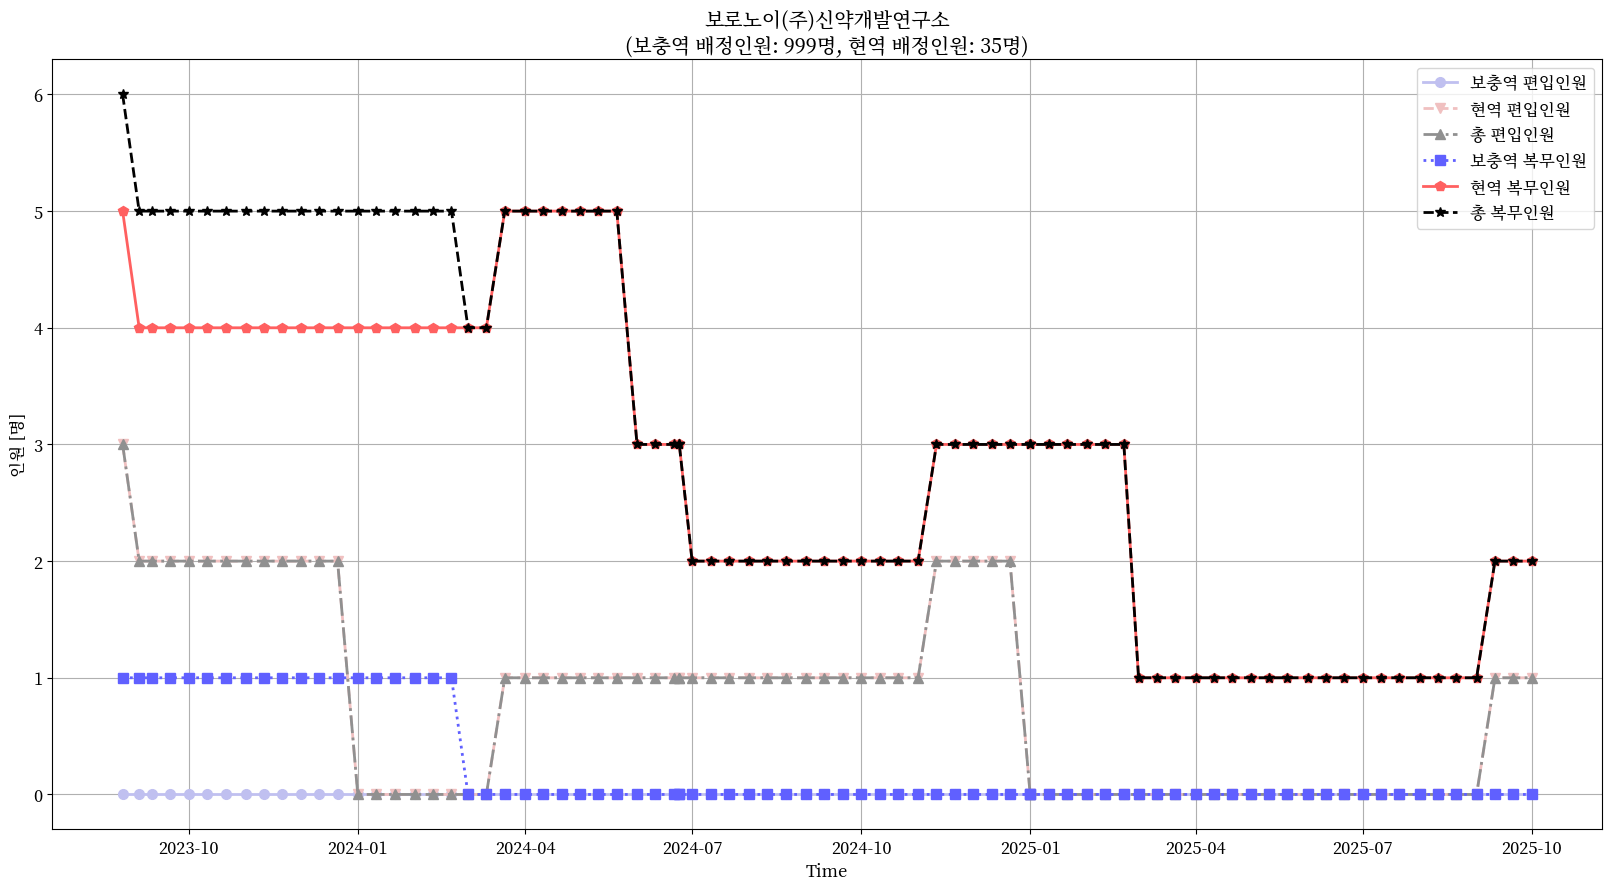 보로노이(주)신약개발연구소
(보충역 배정인원: 999명, 현역 배정인원: 35명)
보충역 편입인원
현역 편입인원
총 편입인원
보충역 복무인원
현역 복무인원
총 복무인원
인원 [명]
6
5
4
3
2
1
0
2023-10
2024-01
2024-04
2024-07
2024-10
2025-01
2025-04
2025-07
2025-10
Time